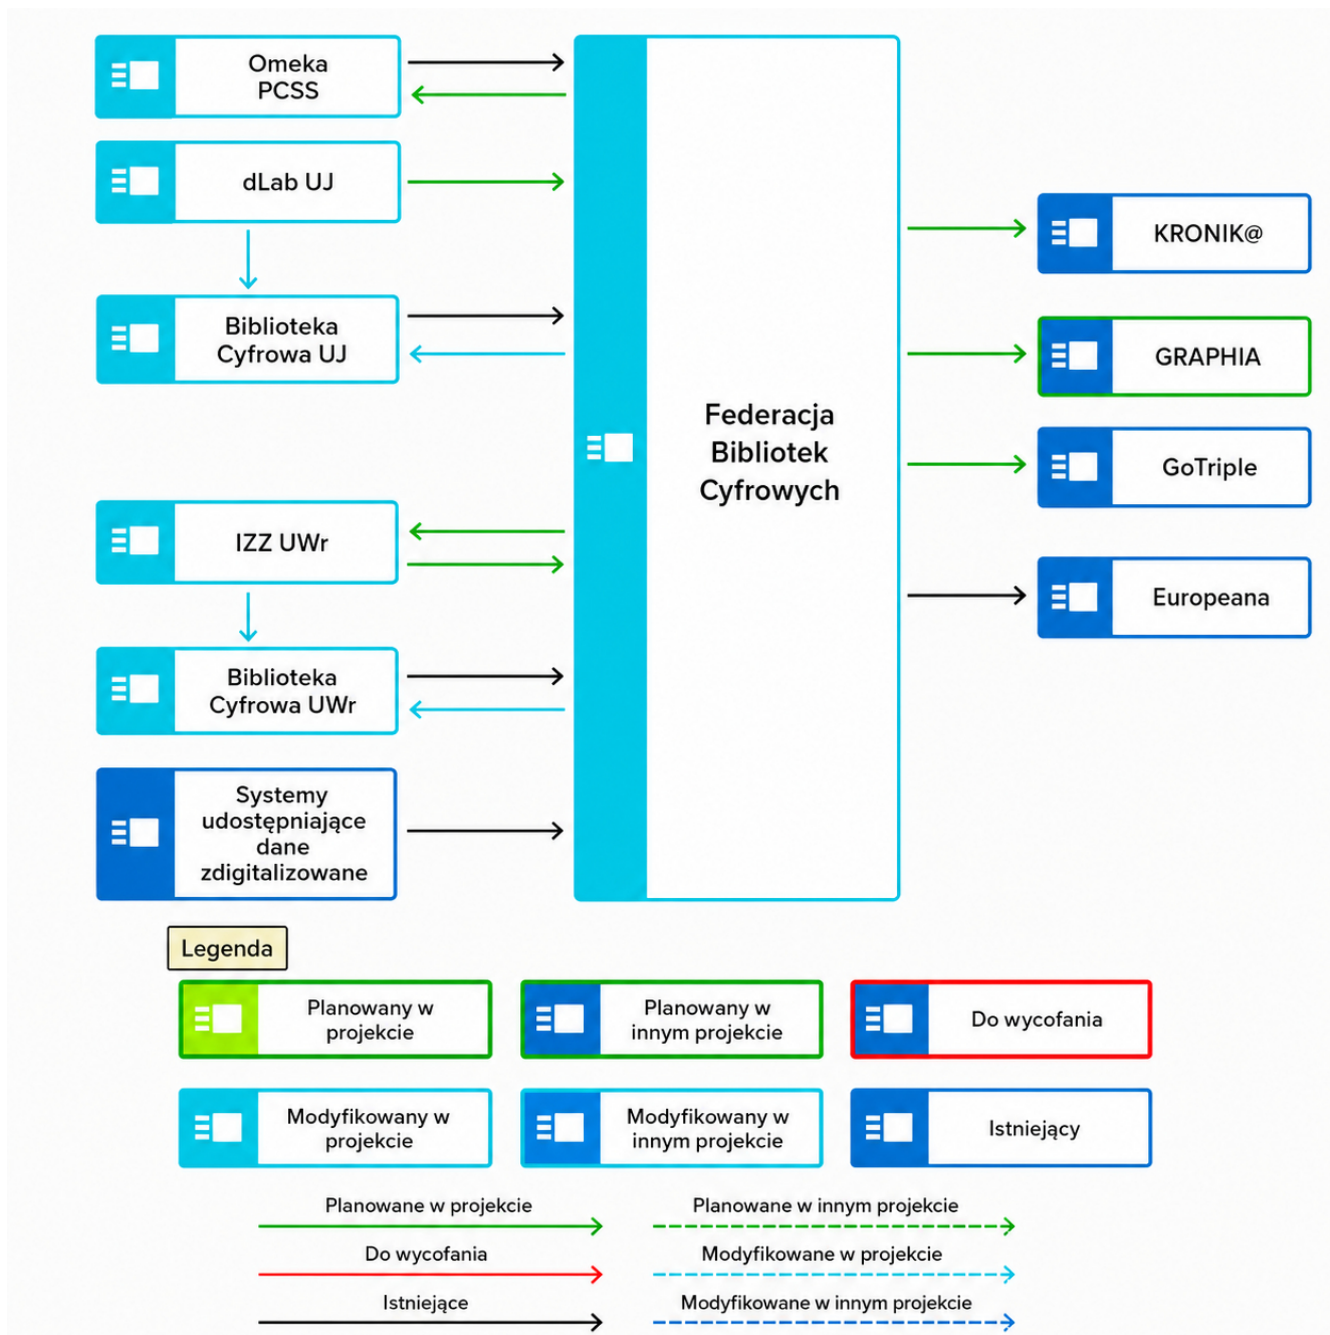 Omeka
PCSS
dLab UJ
Biblioteka
Cyfrowa UJ
IZZ UWr
Biblioteka
Cyfrowa UWr
Systemy
udostępniające
dane
zdigitalizowane
Federacja
Bibliotek
Cyfrowych
KRONIK@
GRAPHIA
GoTriple
Europeana
Legenda
Planowany w
projekcie
Planowany w
innym projekcie
Do wycofania
Modyfikowany w
projekcie
Modyfikowany w
innym projekcie
Istniejący
Planowane w projekcie
Planowane w innym projekcie
Do wycofania
Modyfikowane w projekcie
Istniejące
Modyfikowane w innym projekcie